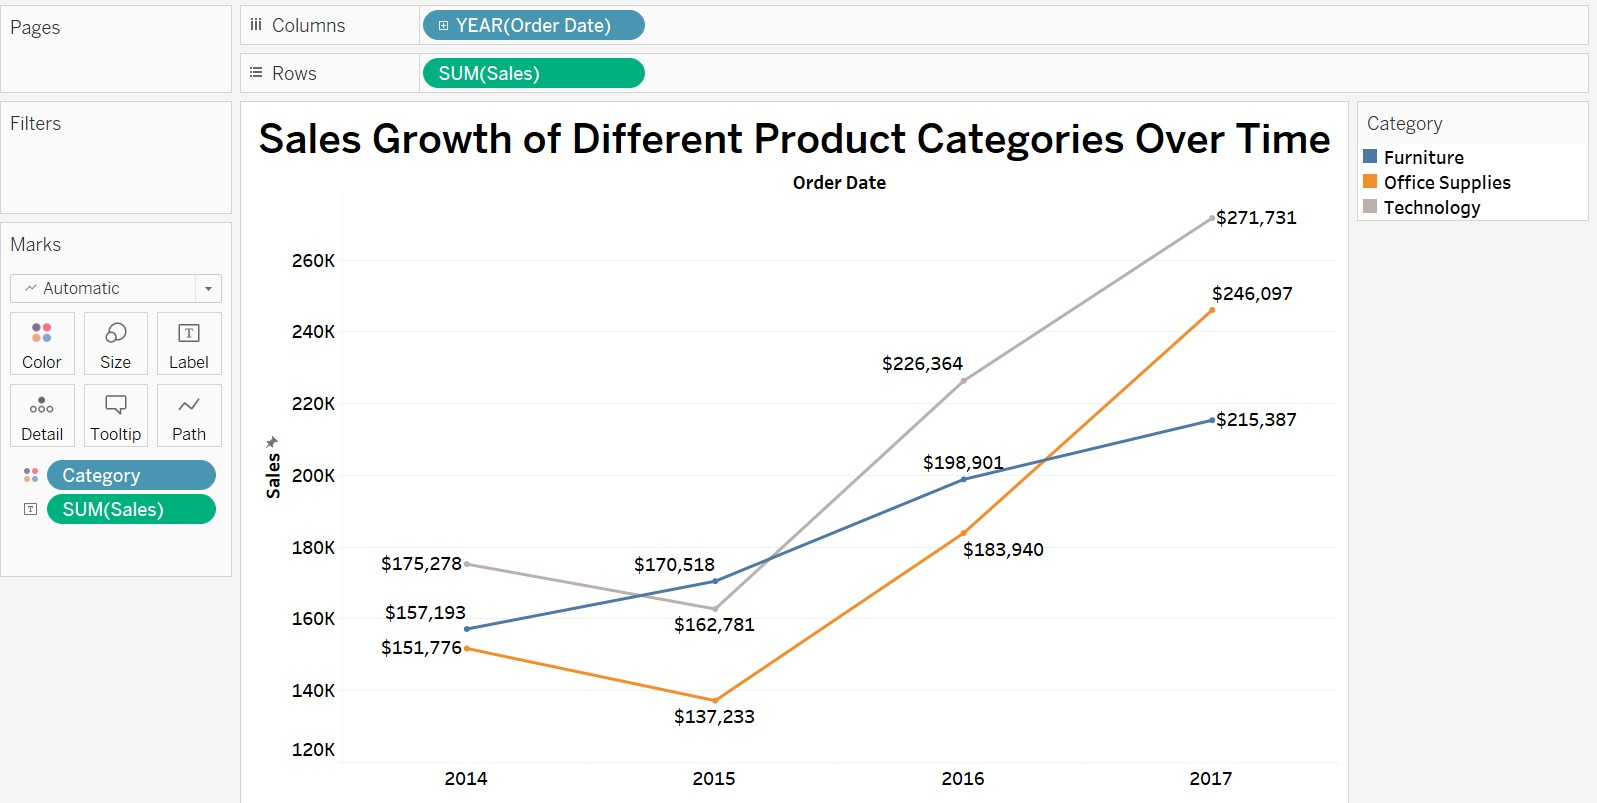 Pages
Columns
YEAR(Order Date)
Rows
SUM(Sales)
Filters
Marks
Automatic
Color
Size
Label
T
Detail
Tooltip
Path
Category
T
SUM(Sales)
Sales Growth of Different Product Categories Over Time
Order Date
Sales
260K
240K
220K
200K
180K
160K
140K
120K
$271,731
$246,097
$226,364
$215,387
$198,901
$183,940
$175,278
$170,518
$157,193
$162,781
$151,776
$137,233
2014
2015
2016
2017
Category
Furniture
Office Supplies
Technology